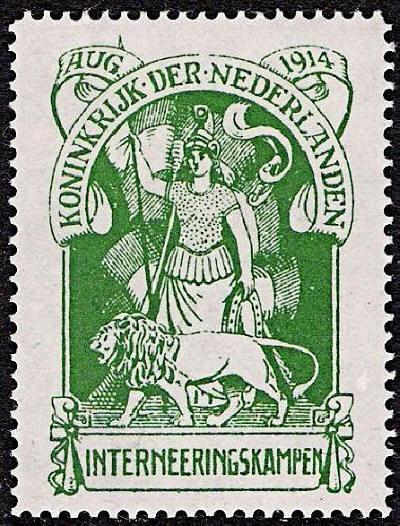 AUG. 1914
KONINKRIJK·DER·NEDERLANDEN
INTERNEERINGSKAMPEN